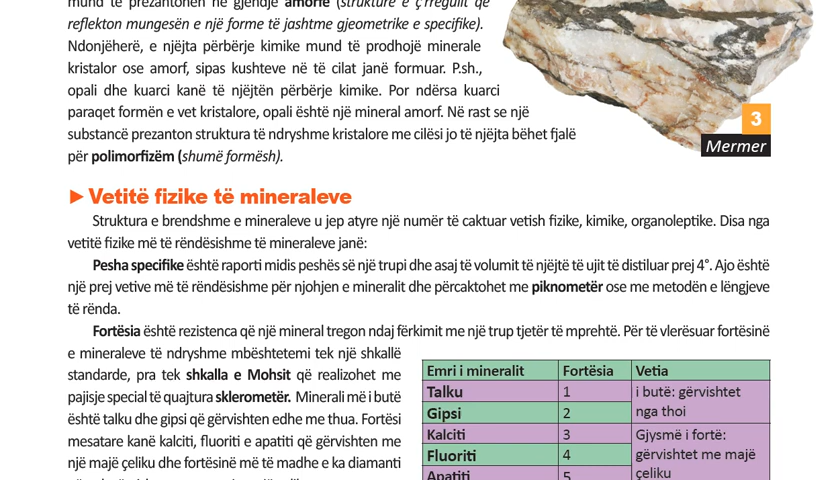 mund të prezantohen në gjendje amorfe (strukturë e ç'rregullt që
reflekton mungesën e një forme të jashtme gjeometrike e specifike).
Ndonjëherë, e njëjta përbërje kimike mund të prodhojë minerale
kristalor ose amorf, sipas kushteve në të cilat janë formuar. P.sh.,
opali dhe kuarci kanë të njëjtën përbërje kimike. Por ndërsa kuarci
paraqet formën e vet kristalore, opali është një mineral amorf. Në rast se një
substancë prezanton struktura të ndryshme kristalore me cilësi jo të njëjta bëhet fjalë
për polimorfizëm (shumë formësh).
3
Mermer
► Vetitë fizike të mineraleve
Struktura e brendshme e mineraleve u jep atyre një numër të caktuar vetish fizike, kimike, organoleptike. Disa nga
vetitë fizike më të rëndësishme të mineraleve janë:
Pesha specifike është raporti midis peshës së një trupi dhe asaj të volumit të njëjtë të ujit të distiluar prej 4°. Ajo është
një prej vetive më të rëndësishme për njohjen e mineralit dhe përcaktohet me piknometër ose me metodën e lëngjeve
të rënda.
Fortësia është rezistenca që një mineral tregon ndaj fërkimit me një trup tjetër të mprehtë. Për të vlerësuar fortësinë
e mineraleve të ndryshme mbështetemi tek një shkallë
standarde, pra tek shkalla e Mohsit që realizohet me
pajisje special të quajtura sklerometër. Minerali më i butë
është talku dhe gipsi që gërvishten edhe me thua. Fortësi
mesatare kanë kalciti, fluoriti e apatiti që gërvishten me
një majë çeliku dhe fortësinë më të madhe e ka diamanti
Emri i mineralit Fortësia Vetia
Talku 1 i butë: gërvishtet
Gipsi 2 nga thoi
Kalciti 3 Gjysmë i fortë:
Fluoriti 4 gërvishtet me majë
Apatiti 5 çeliku